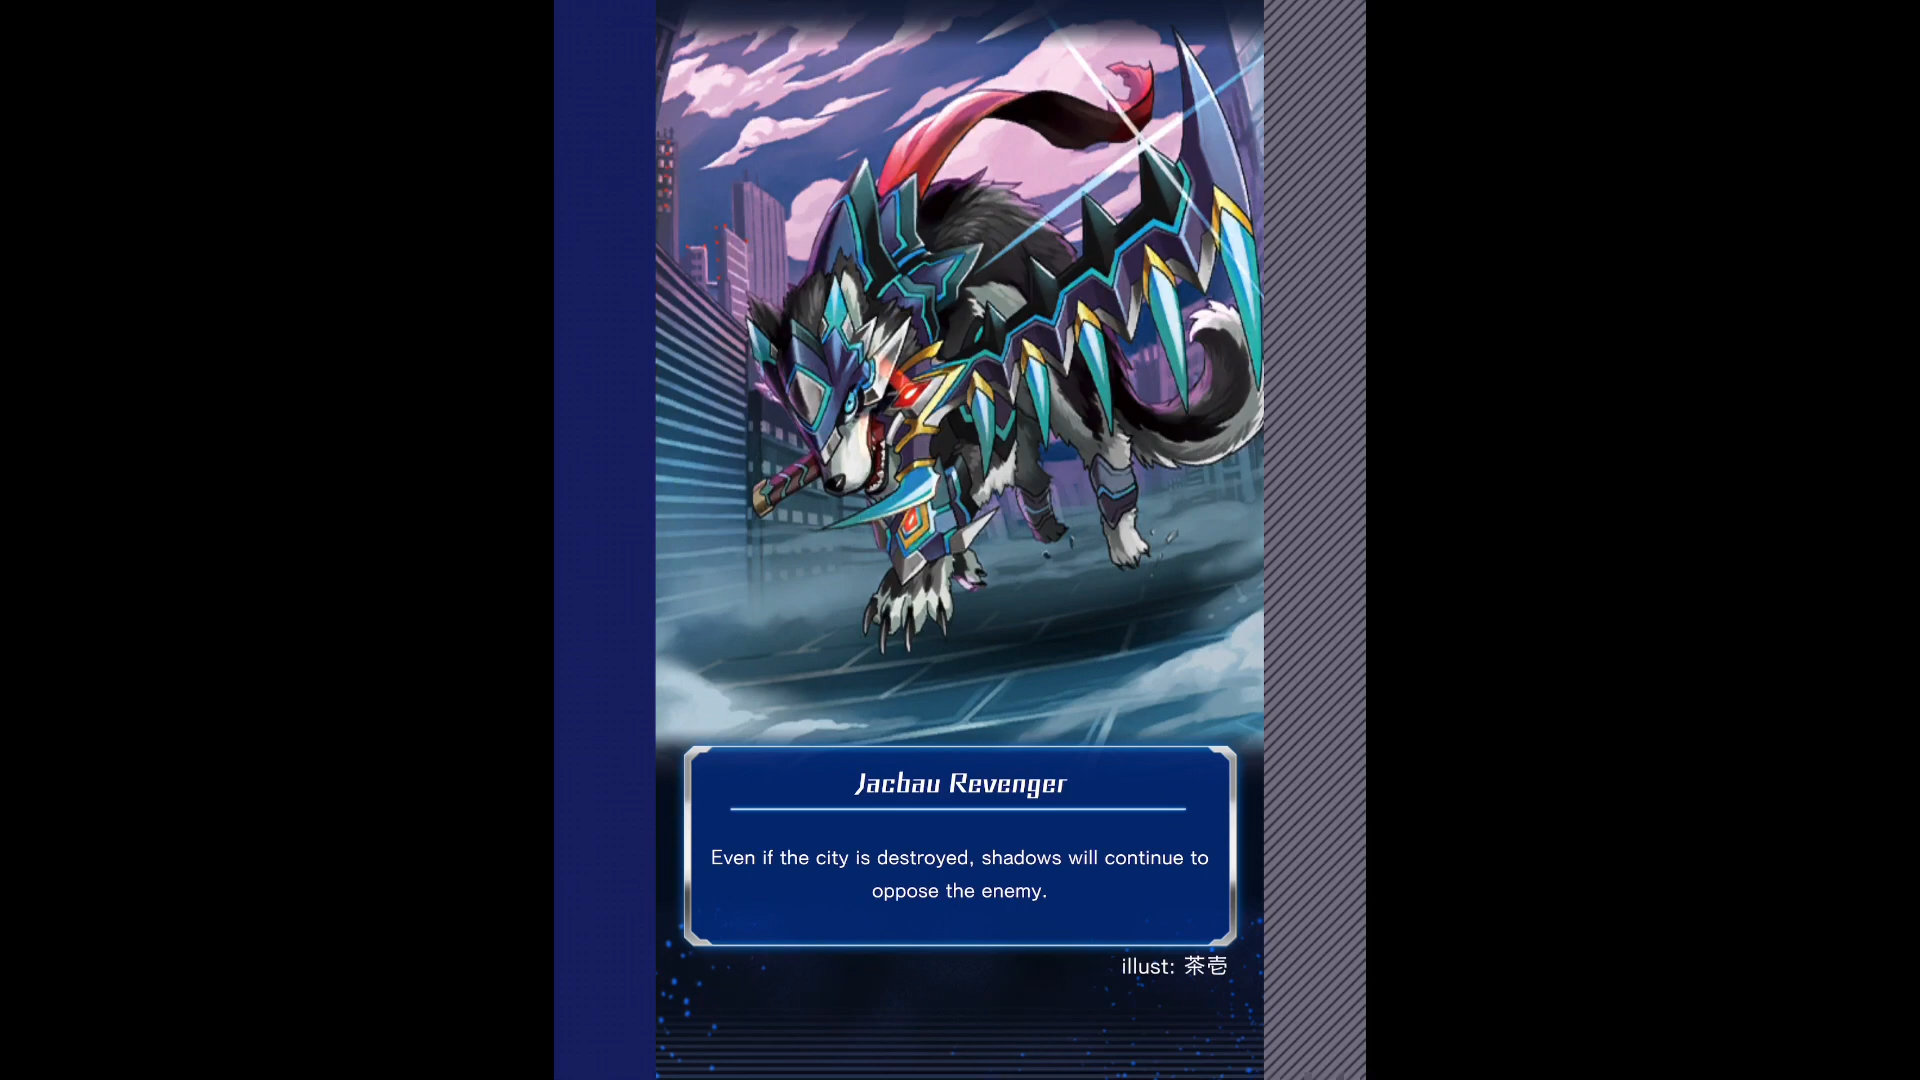 Jacbau Revenger
Even if the city is destroyed, shadows will continue to
oppose the enemy.
illust: 茶壱